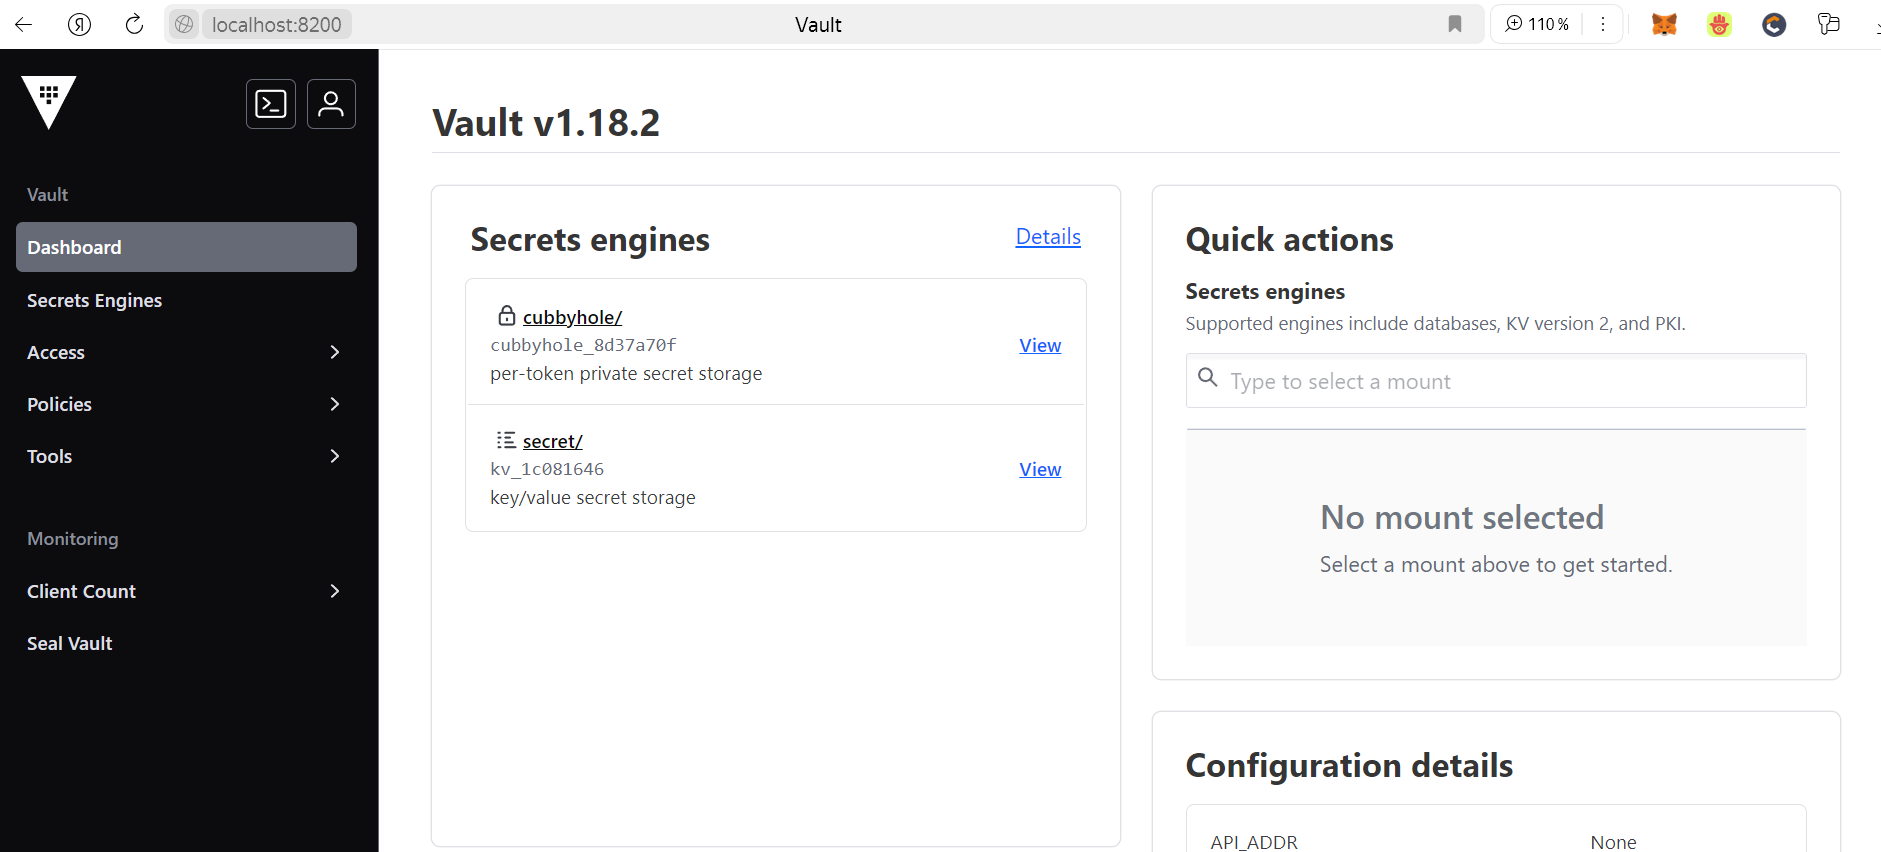 localhost:8200
Vault
110 %
Vault
Dashboard
Secrets Engines
Access
Policies
Tools
Monitoring
Client Count
Seal Vault
Vault v1.18.2
Secrets engines
Details
cubbyhole/
cubbyhole_8d37a70f
View
per-token private secret storage
secret/
kv_1c081646
View
key/value secret storage
Quick actions
Secrets engines
Supported engines include databases, KV version 2, and PKI.
Type to select a mount
No mount selected
Select a mount above to get started.
Configuration details
API_ADDR
None